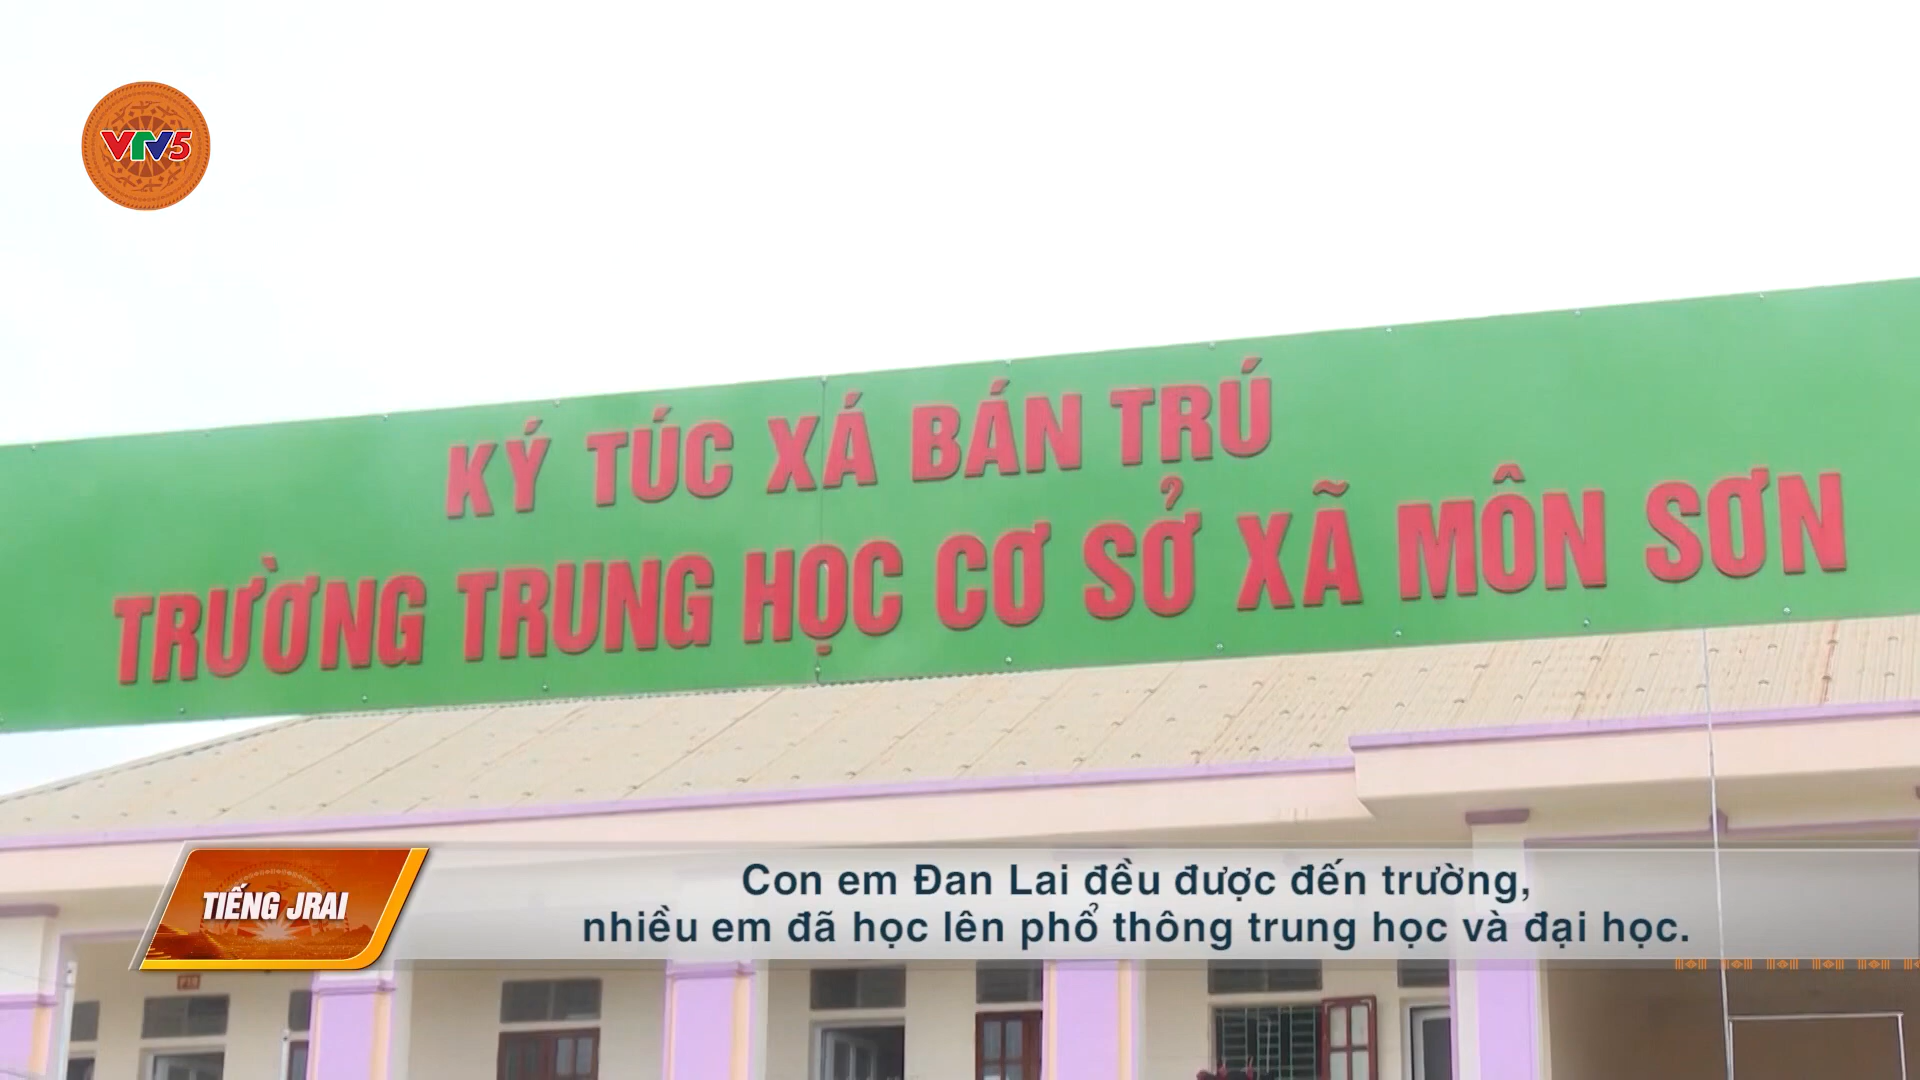 VTV5
KÝ TÚC XÁ BÁN TRÚ
TRƯỜNG TRUNG HỌC CƠ SỞ XÃ MÔN SƠN
TIẾNG JRAI
Con em Đan Lai đều được đến trường,
nhiều em đã học lên phổ thông trung học và đại học.
P19